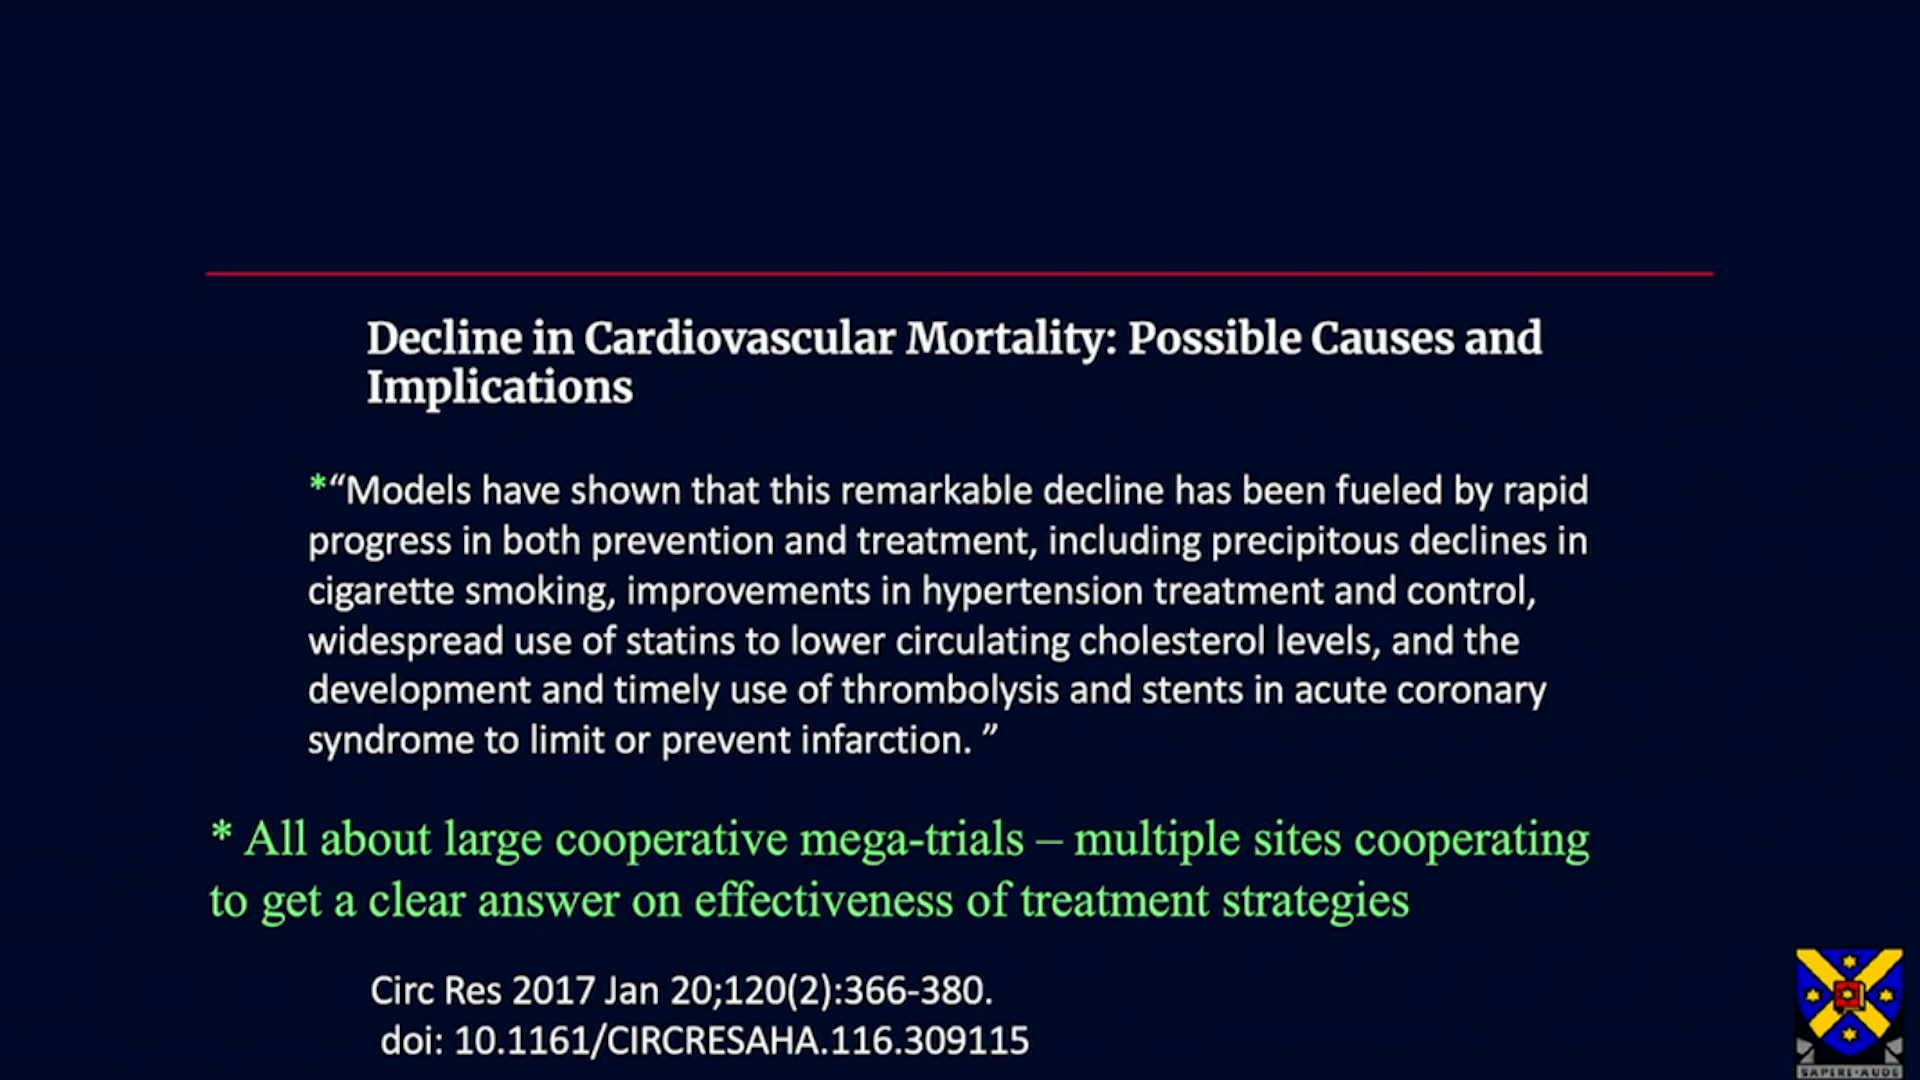 Decline in Cardiovascular Mortality: Possible Causes and
Implications
*“Models have shown that this remarkable decline has been fueled by rapid
progress in both prevention and treatment, including precipitous declines in
cigarette smoking, improvements in hypertension treatment and control,
widespread use of statins to lower circulating cholesterol levels, and the
development and timely use of thrombolysis and stents in acute coronary
syndrome to limit or prevent infarction. ”
* All about large cooperative mega-trials – multiple sites cooperating
to get a clear answer on effectiveness of treatment strategies
Circ Res 2017 Jan 20;120(2):366-380.
doi: 10.1161/CIRCRESAHA.116.309115
SAPERE·AUDE